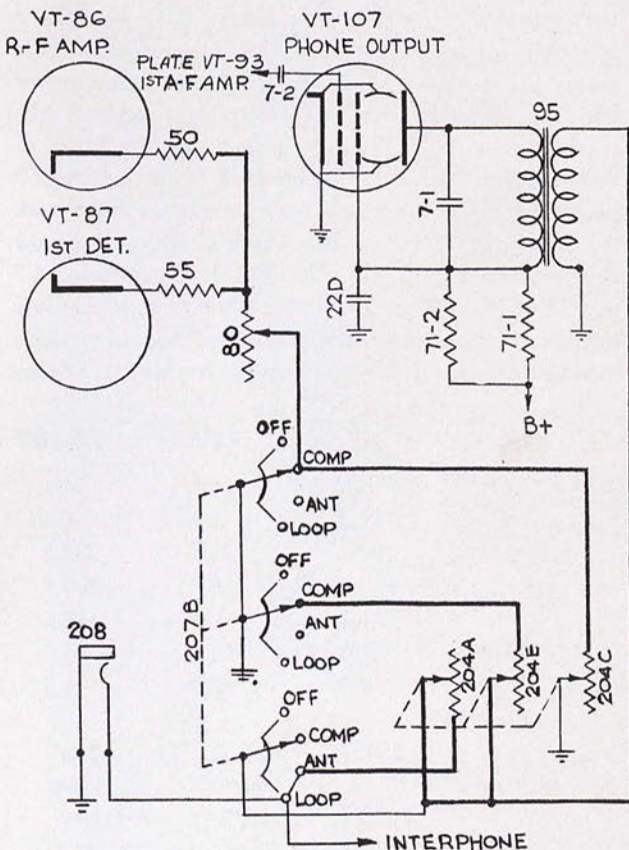 VT-86
R-F AMP.
VT-107
PHONE OUTPUT
PLATE VT-93
1ST A-F AMP.
7-2
95
50
7-1
VT-87
1ST DET.
55
22D
71-2
71-1
80
B+
OFF
COMP
ANT
LOOP
OFF
COMP
ANT
LOOP
207B
208
204A
204E
204C
OFF
COMP
ANT
LOOP
INTERPHONE